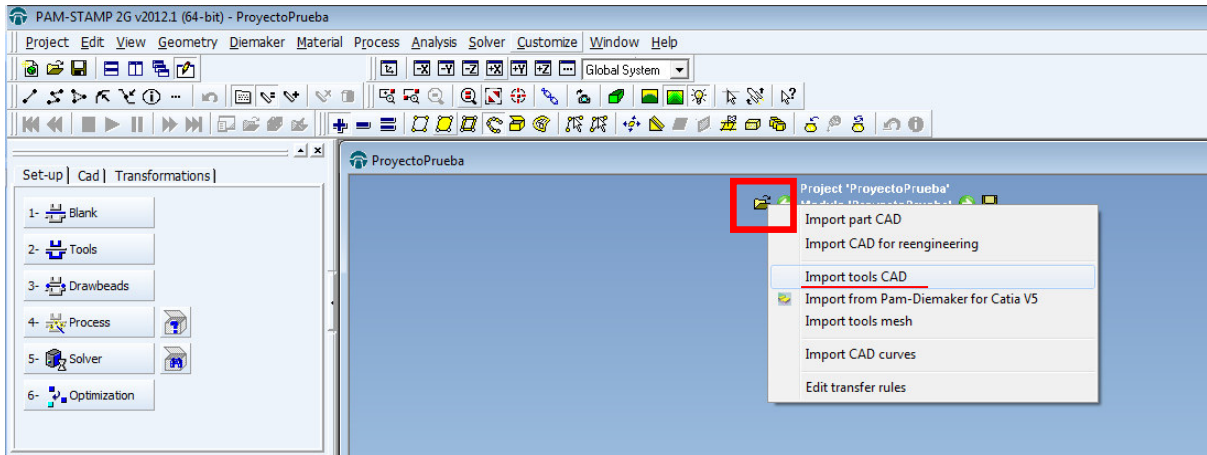 PAM-STAMP 2G v2012.1 (64-bit) - ProyectoPrueba
Project Edit View Geometry Diemaker Material Process Analysis Solver Customize Window Help
-X -Y -Z +X +Y +Z Global System
Set-up Cad Transformations
1- Blank
2- Tools
3- Drawbeads
4- Process
5- Solver
6- Optimization
ProyectoPrueba
Project 'ProyectoPrueba'
Import part CAD
Import CAD for reengineering
Import tools CAD
Import from Pam-Diemaker for Catia V5
Import tools mesh
Import CAD curves
Edit transfer rules